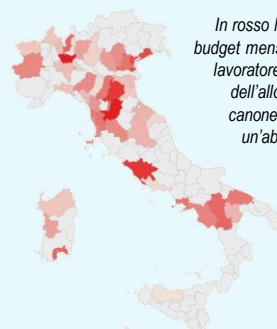 In rosso l
budget mens
lavoratore
dell'allo
canone
un'ab